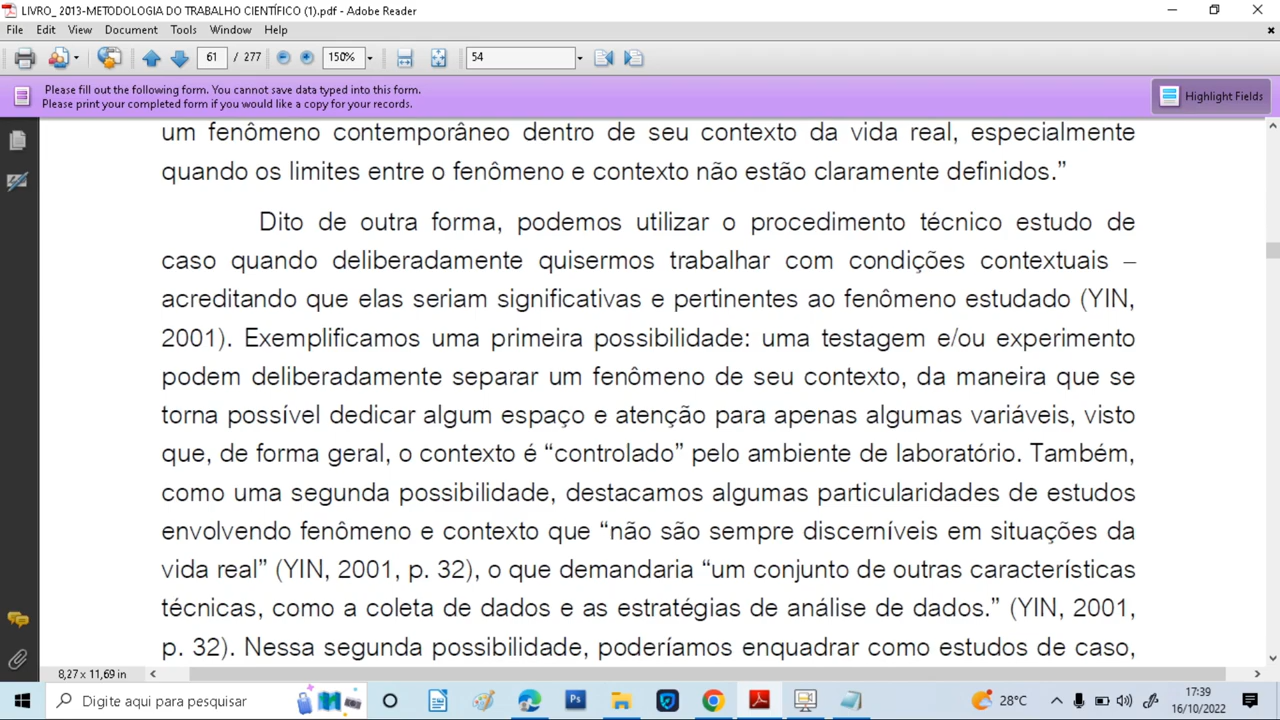 LIVRO_ 2013-METODOLOGIA DO TRABALHO CIENTÍFICO (1).pdf - Adobe Reader
File Edit View Document Tools Window Help
61 / 277 150% 54
Please fill out the following form. You cannot save data typed into this form.
Please print your completed form if you would like a copy for your records.
Highlight Fields
um fenômeno contemporâneo dentro de seu contexto da vida real, especialmente
quando os limites entre o fenômeno e contexto não estão claramente definidos.”
Dito de outra forma, podemos utilizar o procedimento técnico estudo de
caso quando deliberadamente quisermos trabalhar com condições contextuais –
acreditando que elas seriam significativas e pertinentes ao fenômeno estudado (YIN,
2001). Exemplificamos uma primeira possibilidade: uma testagem e/ou experimento
podem deliberadamente separar um fenômeno de seu contexto, da maneira que se
torna possível dedicar algum espaço e atenção para apenas algumas variáveis, visto
que, de forma geral, o contexto é “controlado” pelo ambiente de laboratório. Também,
como uma segunda possibilidade, destacamos algumas particularidades de estudos
envolvendo fenômeno e contexto que “não são sempre discerníveis em situações da
vida real” (YIN, 2001, p. 32), o que demandaria “um conjunto de outras características
técnicas, como a coleta de dados e as estratégias de análise de dados.” (YIN, 2001,
p. 32). Nessa segunda possibilidade, poderíamos enquadrar como estudos de caso,
8,27 x 11,69 in
Digite aqui para pesquisar
Ps
28°C
17:39
16/10/2022